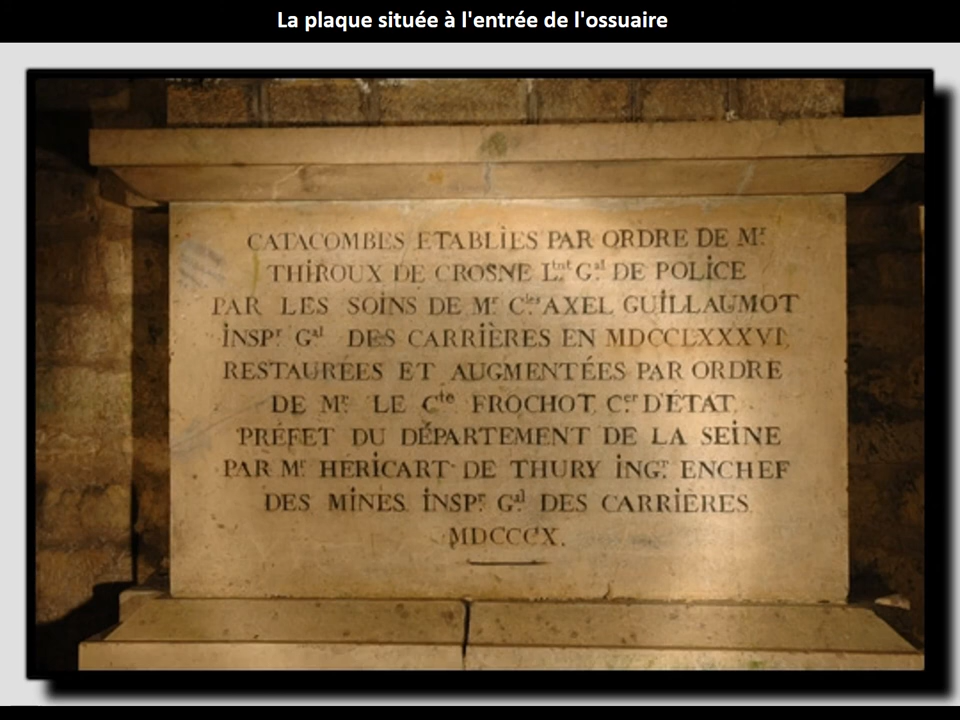 La plaque située à l'entrée de l'ossuaire
CATACOMBES ETABLIES PAR ORDRE DE Mr
THIROUX DE CROSNE Ltnt Gal DE POLICE
PAR LES SOINS DE Mr Cles AXEL GUILLAUMOT
INSPr Gal DES CARRIÈRES EN MDCCLXXXVI,
RESTAURÉES ET AUGMENTÉES PAR ORDRE
DE Mr LE Cte FROCHOT Cer D'ÉTAT
PRÉFET DU DÉPARTEMENT DE LA SEINE
PAR Mr HÉRICART DE THURY INGr ENCHEF
DES MINES INSPr Gal DES CARRIÈRES
MDCCCX.